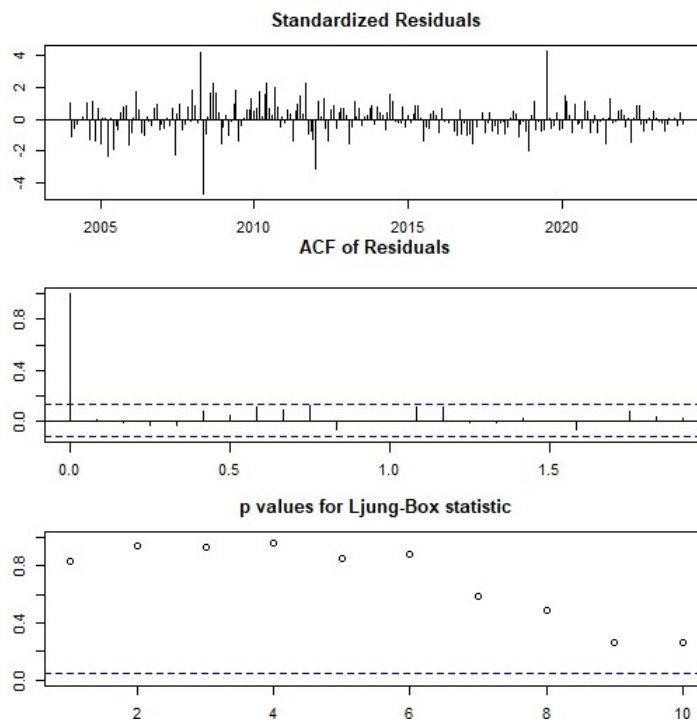 Standardized Residuals
4
2
0
-2
-4
2005 2010 2015 2020
ACF of Residuals
0.8
0.4
0.0
0.0 0.5 1.0 1.5
p values for Ljung-Box statistic
0.8
0.4
0.0
2 4 6 8 10